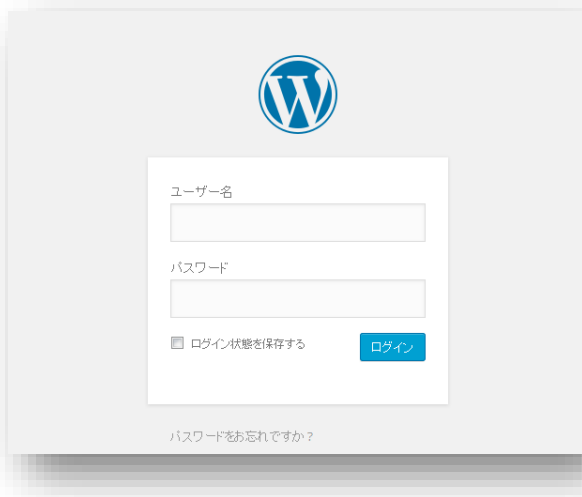 ユーザー名
パスワード
ログイン状態を保存する
ログイン
パスワードをお忘れですか ?